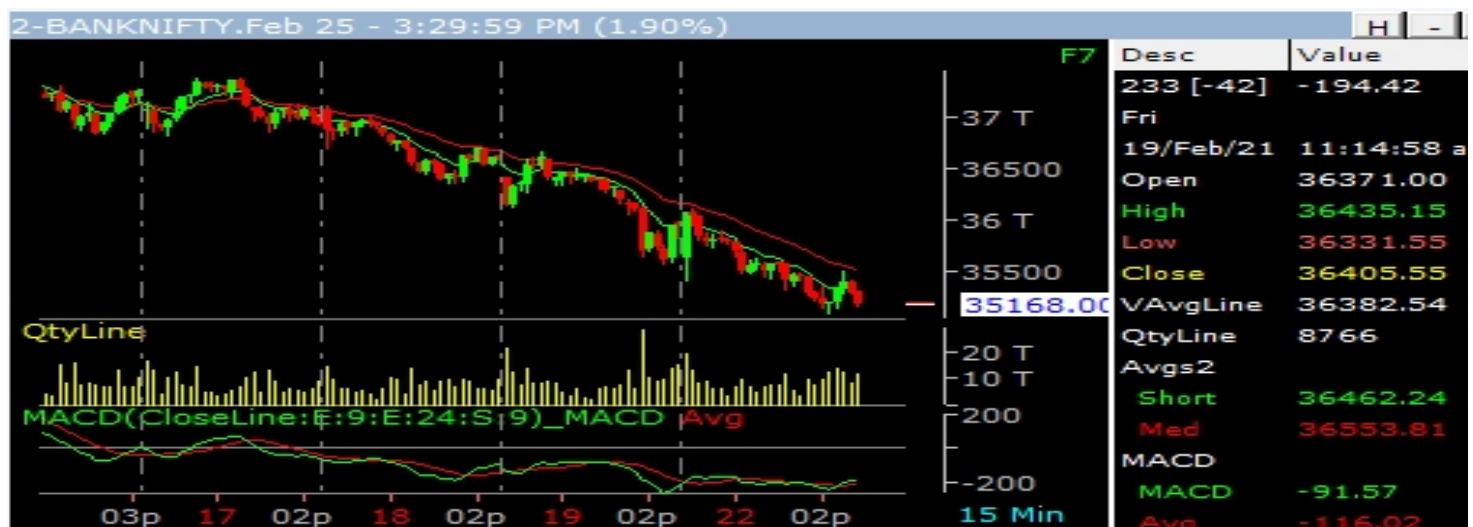 2-BANKNIFTY.Feb 25 - 3:29:59 PM (1.90%)
H -
F7
37 T
36500
36 T
35500
35168.00
QtyLine
20 T
10 T
MACD(CloseLine:E:9:E:24:S:9)_MACD Avg
200
-200
03p 17 02p 18 02p 19 02p 22 02p
15 Min
Desc Value
233 [-42] -194.42
Fri
19/Feb/21 11:14:58 a
Open 36371.00
High 36435.15
Low 36331.55
Close 36405.55
VAvgLine 36382.54
QtyLine 8766
Avgs2
Short 36462.24
Med 36553.81
MACD
MACD -91.57
Avg -116.02